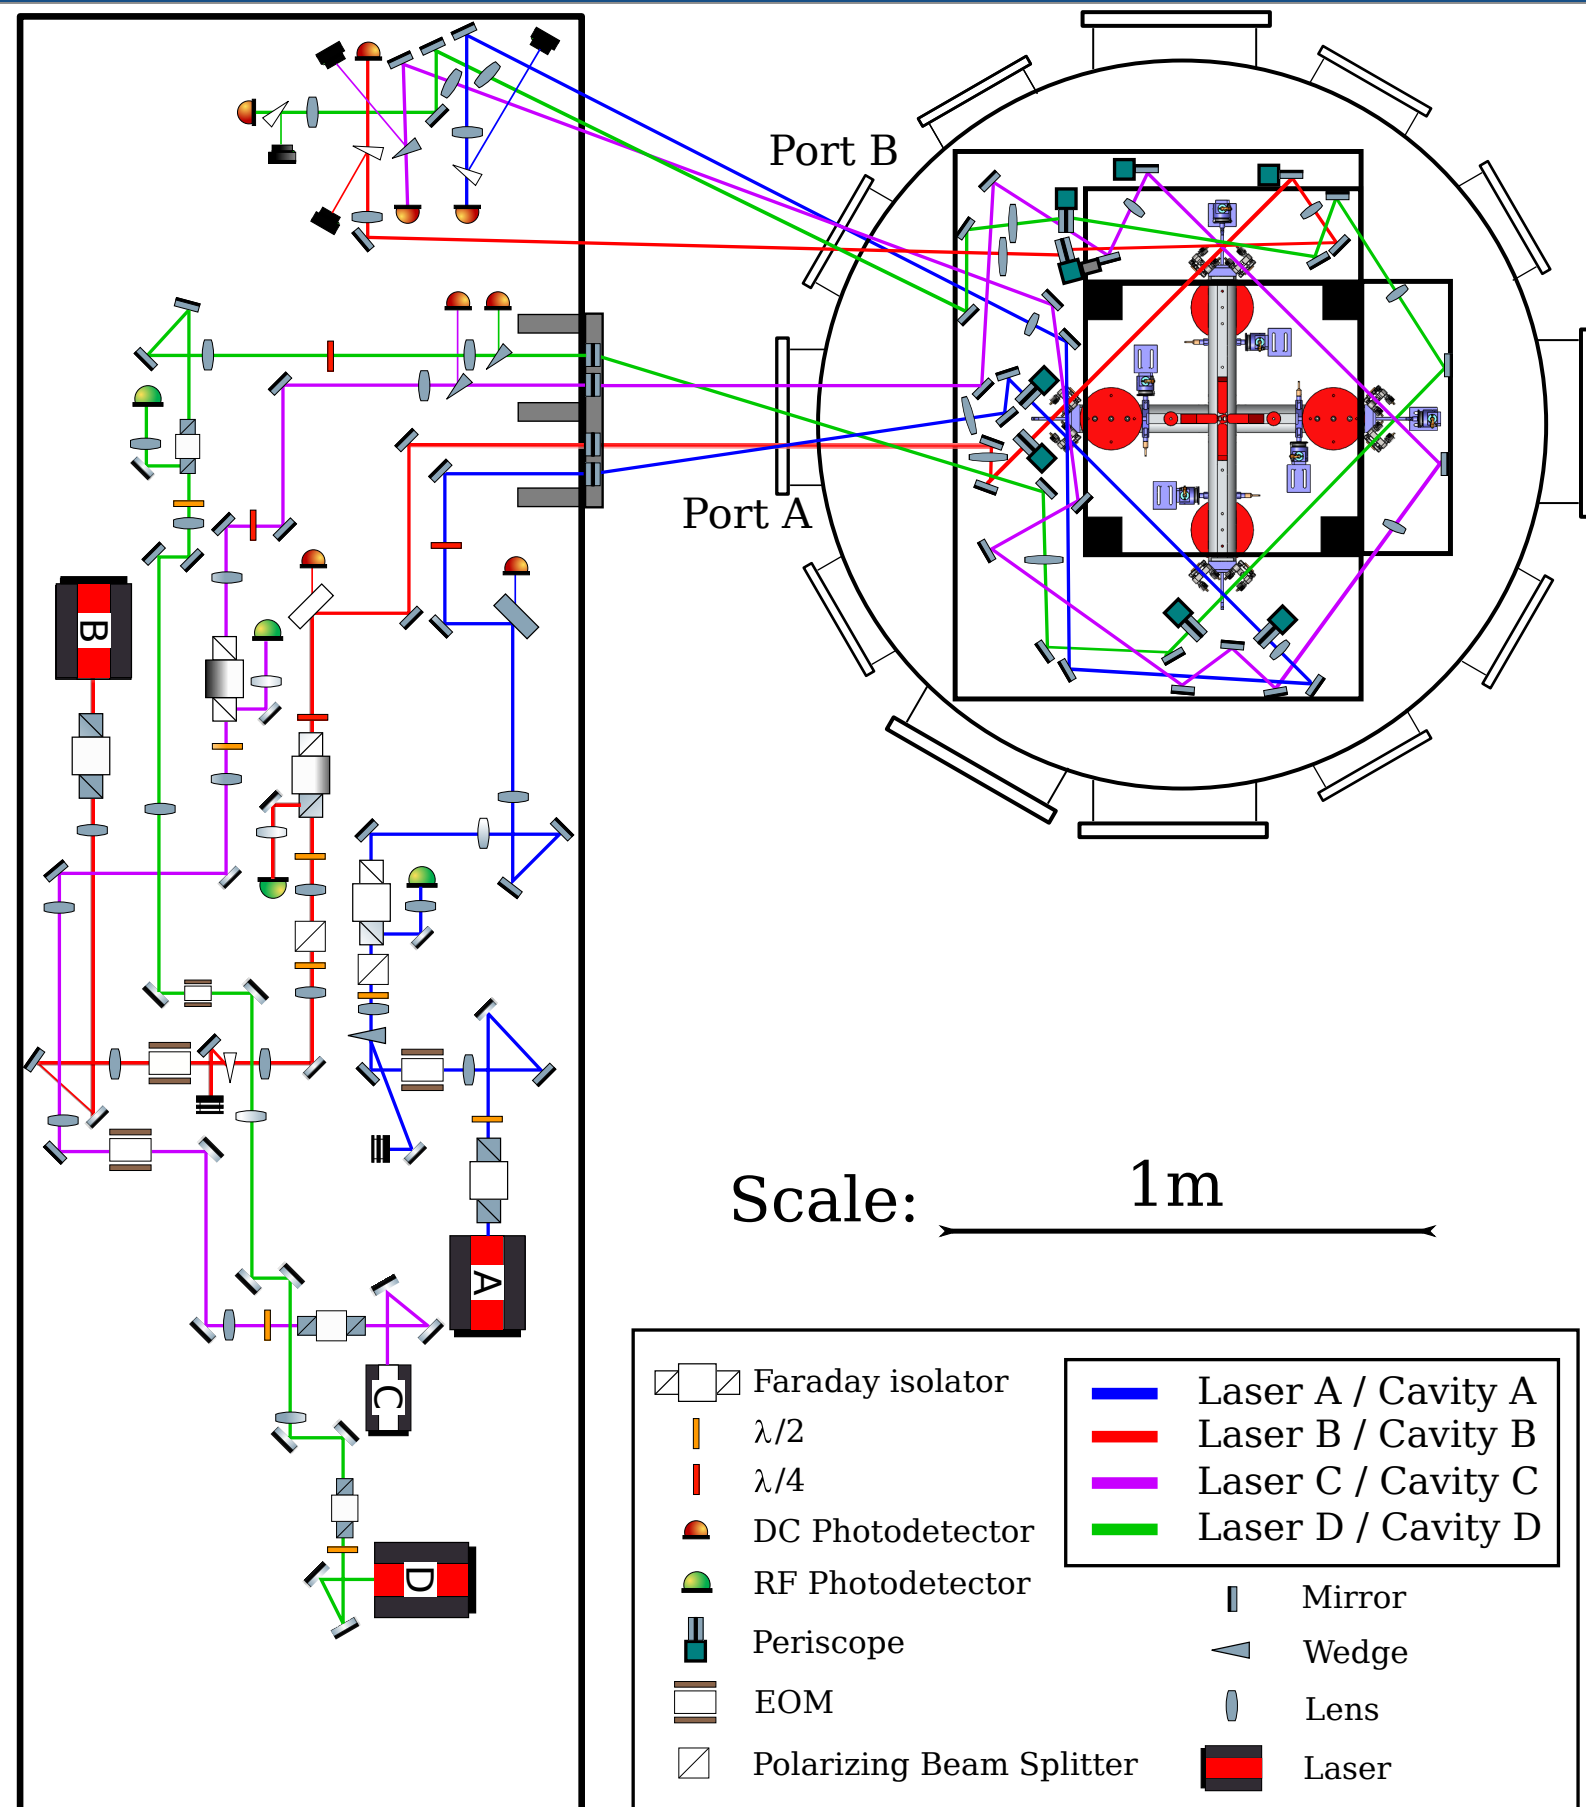 Port B
Port A
B
A
C
D
Scale:
1m
Faraday isolator
λ/2
λ/4
DC Photodetector
RF Photodetector
Periscope
EOM
Polarizing Beam Splitter
Laser A / Cavity A
Laser B / Cavity B
Laser C / Cavity C
Laser D / Cavity D
Mirror
Wedge
Lens
Laser